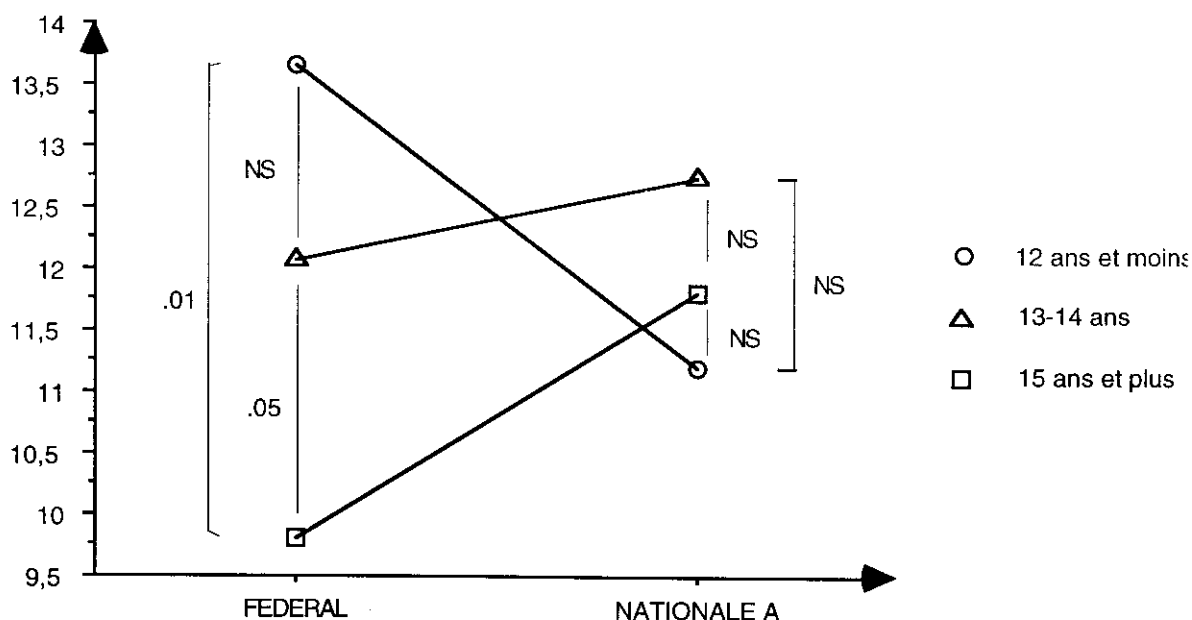 14
13,5
13
12,5
12
11,5
11
10,5
10
9,5
NS
.01
.05
NS
NS
NS
FEDERAL
NATIONALE A
12 ans et moins
13-14 ans
15 ans et plus